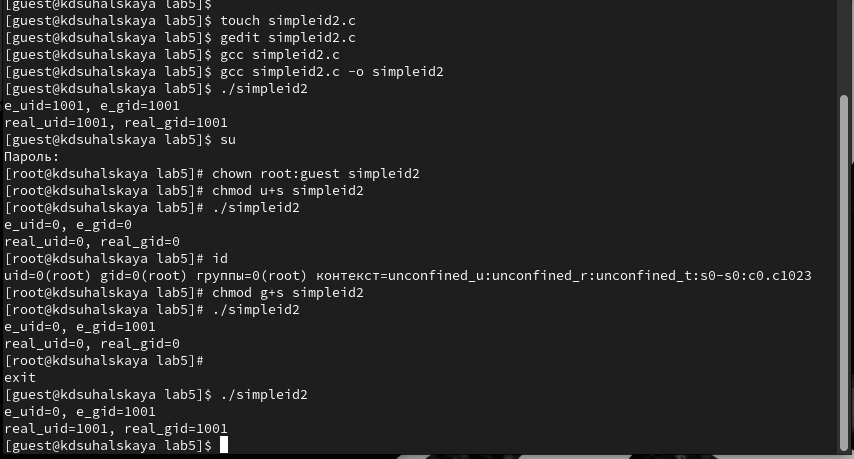 [guest@kdsuhalskaya lab5]$
[guest@kdsuhalskaya lab5]$ touch simpleid2.c
[guest@kdsuhalskaya lab5]$ gedit simpleid2.c
[guest@kdsuhalskaya lab5]$ gcc simpleid2.c
[guest@kdsuhalskaya lab5]$ gcc simpleid2.c -o simpleid2
[guest@kdsuhalskaya lab5]$ ./simpleid2
e_uid=1001, e_gid=1001
real_uid=1001, real_gid=1001
[guest@kdsuhalskaya lab5]$ su
Пароль:
[root@kdsuhalskaya lab5]# chown root:guest simpleid2
[root@kdsuhalskaya lab5]# chmod u+s simpleid2
[root@kdsuhalskaya lab5]# ./simpleid2
e_uid=0, e_gid=0
real_uid=0, real_gid=0
[root@kdsuhalskaya lab5]# id
uid=0(root) gid=0(root) группы=0(root) контекст=unconfined_u:unconfined_r:unconfined_t:s0-s0:c0.c1023
[root@kdsuhalskaya lab5]# chmod g+s simpleid2
[root@kdsuhalskaya lab5]# ./simpleid2
e_uid=0, e_gid=1001
real_uid=0, real_gid=0
[root@kdsuhalskaya lab5]#
exit
[guest@kdsuhalskaya lab5]$ ./simpleid2
e_uid=0, e_gid=1001
real_uid=1001, real_gid=1001
[guest@kdsuhalskaya lab5]$